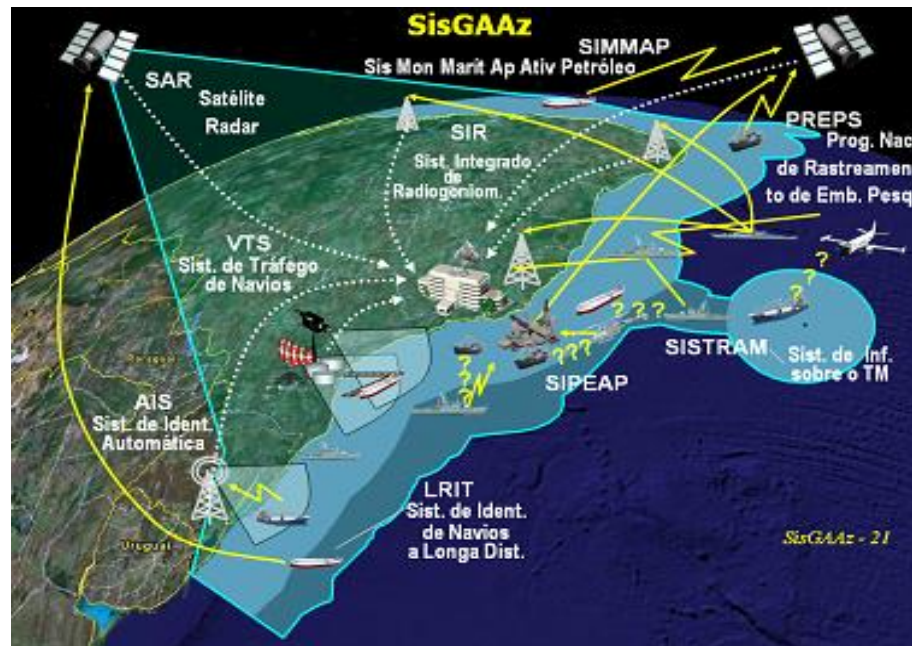 SisGAAz
SIMMAP
Sis Mon Marit Ap Ativ Petróleo
SAR
Satélite
Radar
SIR
Sist. Integrado
de
Radiogoniom.
PREPS
Prog. Nac
de Rastreamen
to de Emb. Pesq
VTS
Sist. de Tráfego
de Navios
???
? ? ?
???
??
SISTRAM
Sist. de Inf.
sobre o TM
SIPEAP
AIS
Sist. de Ident.
Automática
LRIT
Sist. de Ident.
de Navios
a Longa Dist.
Uruguai
SisGAAz - 21